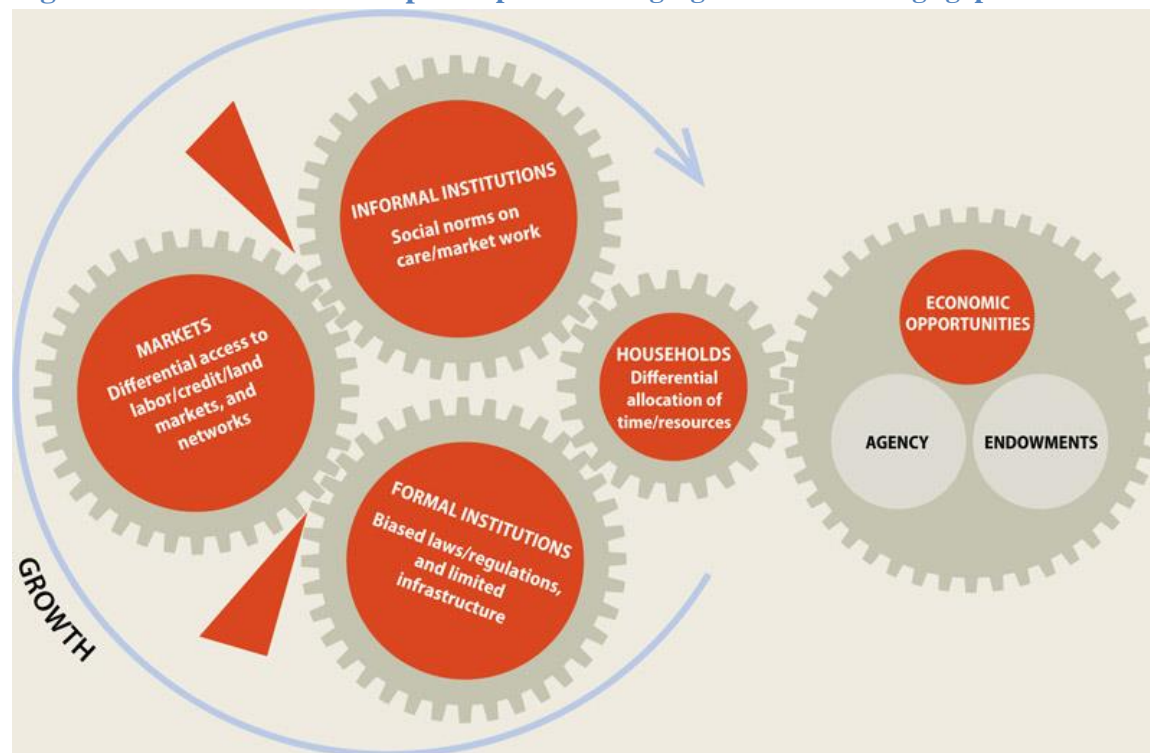 INFORMAL INSTITUTIONS
Social norms on
care/market work
MARKETS
Differential access to
labor/credit/land
markets, and
networks
HOUSEHOLDS
Differential
allocation of
time/resources
ECONOMIC
OPPORTUNITIES
AGENCY
ENDOWMENTS
FORMAL INSTITUTIONS
Biased laws/regulations,
and limited
infrastructure
GROWTH